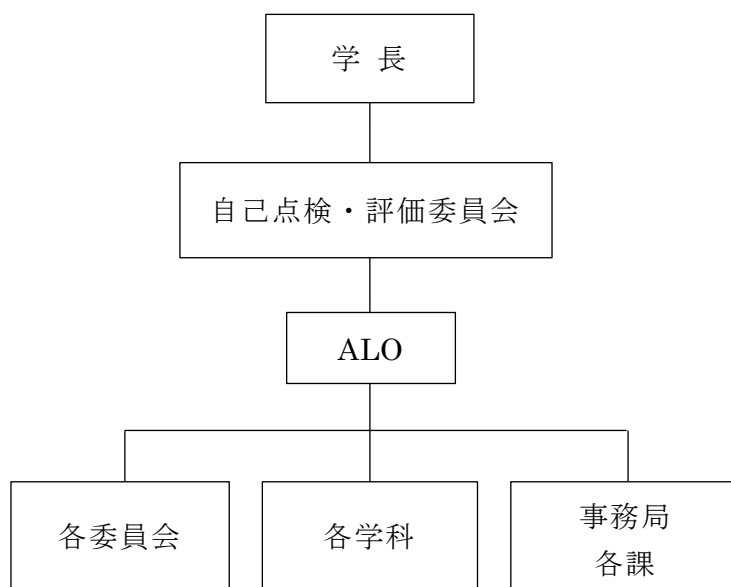 学 長
自己点検・評価委員会
ALO
各委員会
各学科
事務局
各課